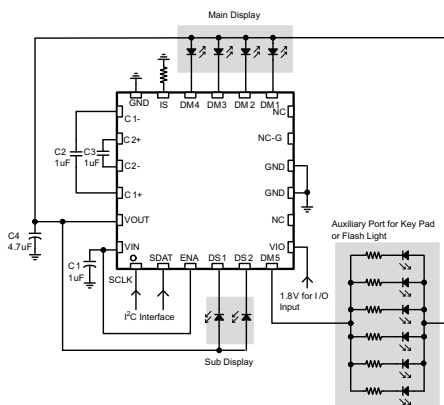 Main Display
GND
IS
DM4
DM3
DM2
DM1
C1-
NC
C2+
NC-G
C2
1uF
C3
1uF
C2-
GND
C1+
GND
VOUT
NC
C4
4.7uF
VIN
VIO
C1
1uF
SCLK
SDAT
ENA
DS1
DS2
DM5
I²C Interface
Sub Display
1.8V for I/O
Input
Auxiliary Port for Key Pad
or Flash Light